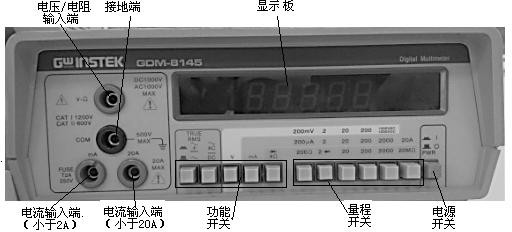 电压/电阻
输入端
接地端
显示板
GW INSTEK GDM-8145
Digital Multimeter
V-Ω
DC1000V
AC1000V
MAX
CAT I 1200V
CAT II 600V
COM
500V
MAX
mA
20A
FUSE
T2A
250V
20A
MAX
TRUE
RMS
V
mA
200mV 2 20 200
200μA 2 20 200 2000 20A
200Ω 2 20 200 2000 20MΩ
PWR
I
O
电流输入端.
(小于2A)
电流输入端
(小于20A)
功能
开关
量程
开关
电源
开关